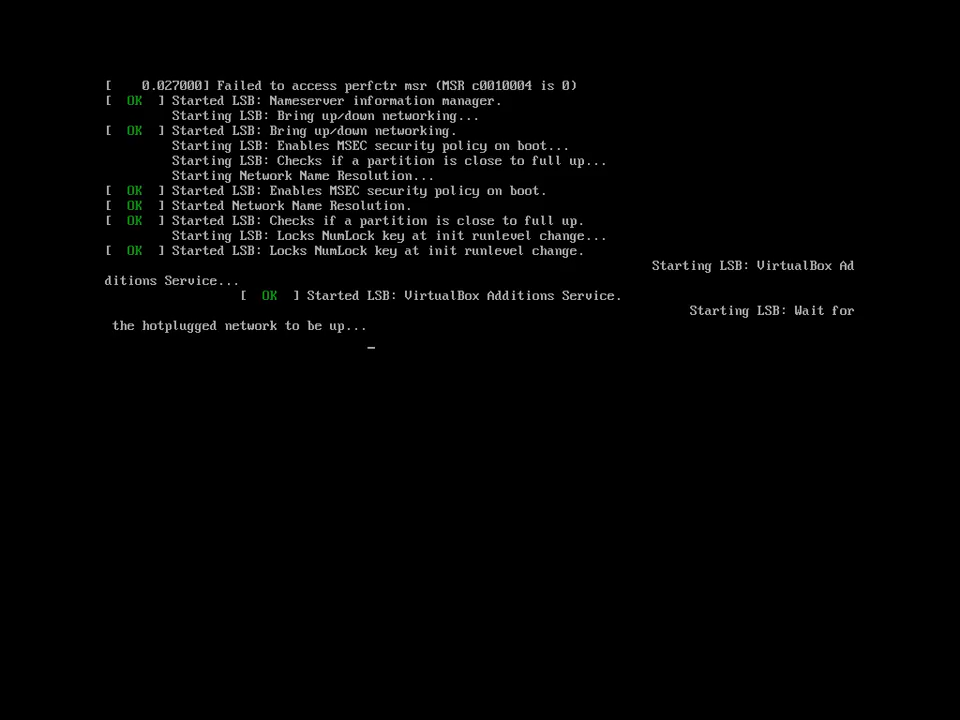 [    0.027000] Failed to access perfctr msr (MSR c0010004 is 0)
[  OK  ] Started LSB: Nameserver information manager.
         Starting LSB: Bring up/down networking...
[  OK  ] Started LSB: Bring up/down networking.
         Starting LSB: Enables MSEC security policy on boot...
         Starting LSB: Checks if a partition is close to full up...
         Starting Network Name Resolution...
[  OK  ] Started LSB: Enables MSEC security policy on boot.
[  OK  ] Started Network Name Resolution.
[  OK  ] Started LSB: Checks if a partition is close to full up.
         Starting LSB: Locks NumLock key at init runlevel change...
[  OK  ] Started LSB: Locks NumLock key at init runlevel change.
                                                                         Starting LSB: VirtualBox Ad
ditions Service...
                  [  OK  ] Started LSB: VirtualBox Additions Service.
                                                                              Starting LSB: Wait for
 the hotplugged network to be up...
                                   _